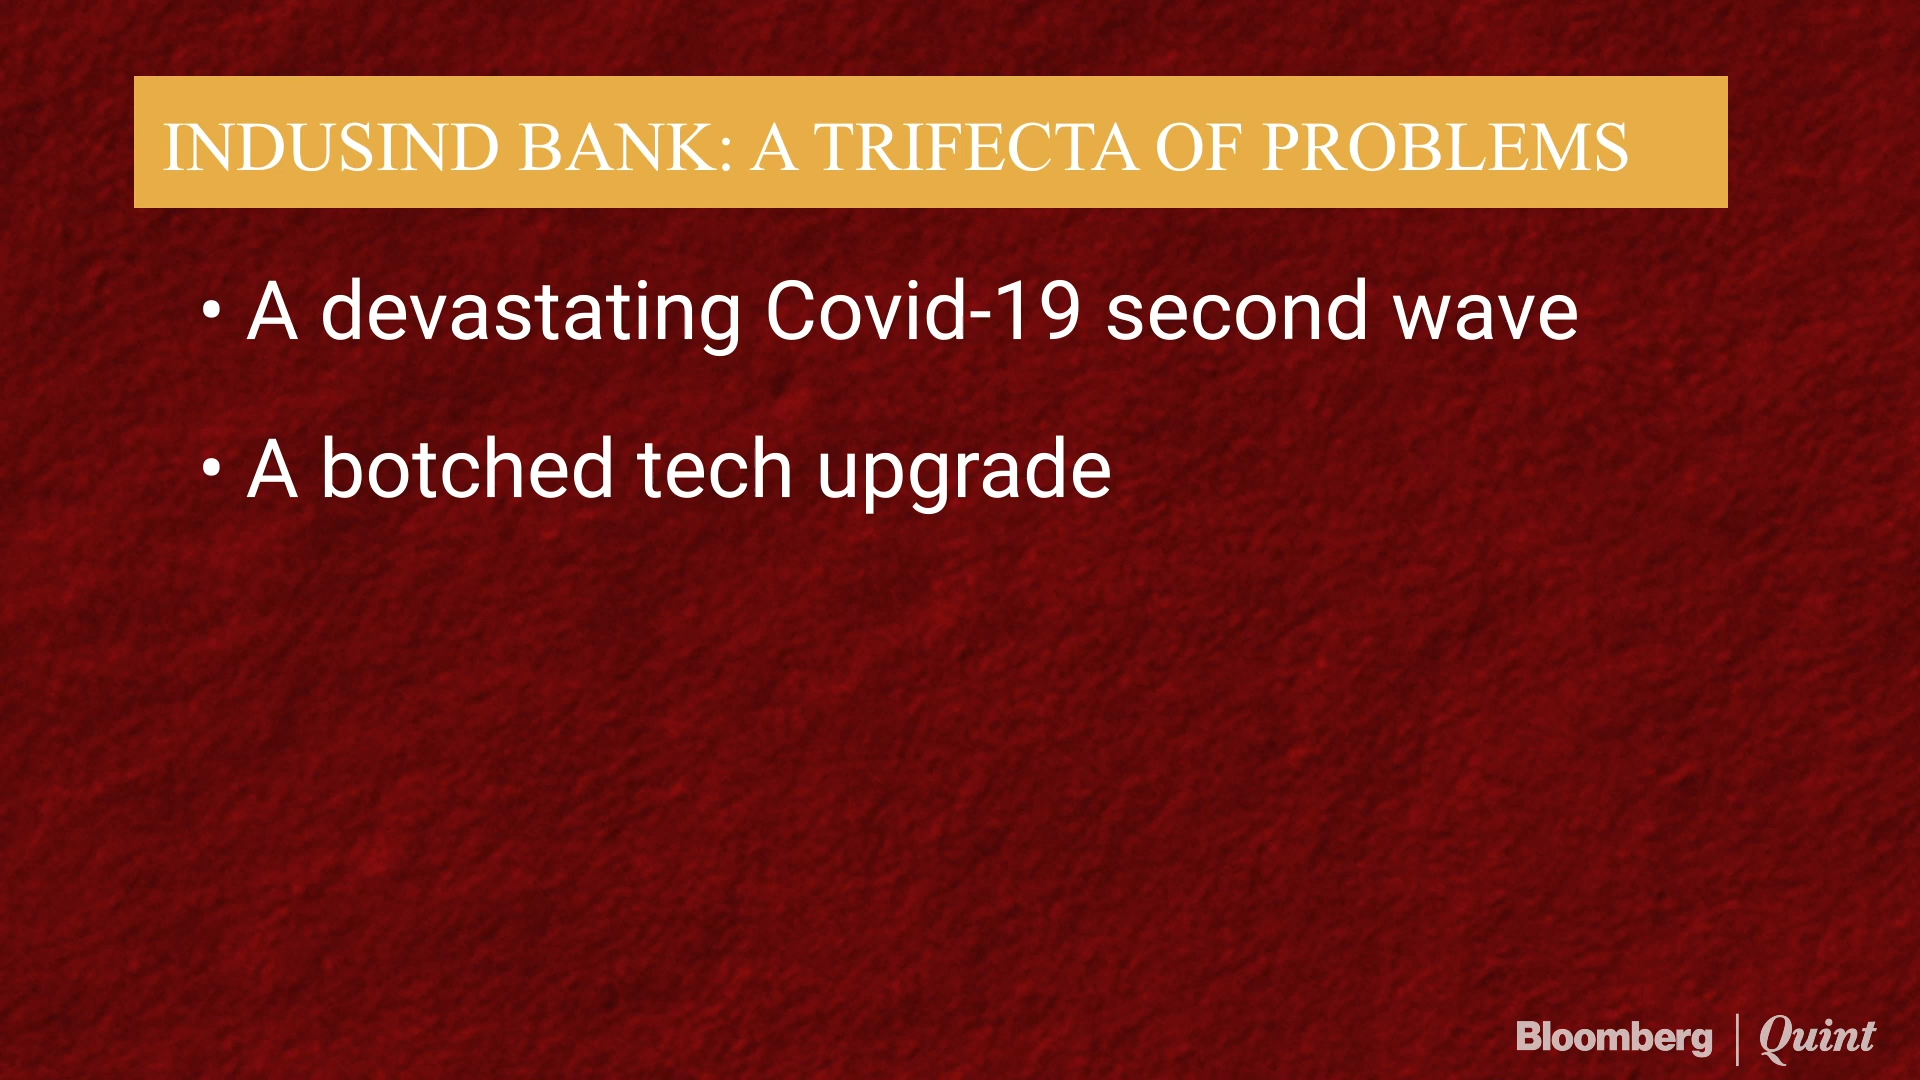 INDUSIND BANK: A TRIFECTA OF PROBLEMS
• A devastating Covid-19 second wave
• A botched tech upgrade
Bloomberg | Quint